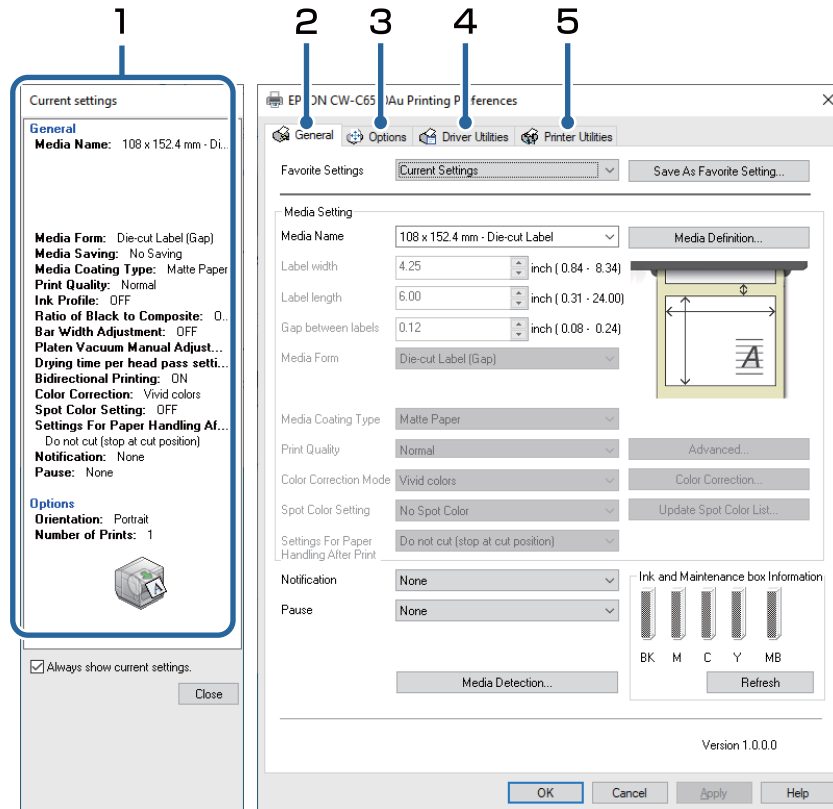 1
2
3
4
5
Current settings
General
Media Name: 108 x 152.4 mm - Di...
Media Form: Die-cut Label (Gap)
Media Saving: No Saving
Media Coating Type: Matte Paper
Print Quality: Normal
Ink Profile: OFF
Ratio of Black to Composite: 0...
Bar Width Adjustment: OFF
Platen Vacuum Manual Adjust...
Drying time per head pass setti...
Bidirectional Printing: ON
Color Correction: Vivid colors
Spot Color Setting: OFF
Settings For Paper Handling Af...
Do not cut (stop at cut position)
Notification: None
Pause: None
Options
Orientation: Portrait
Number of Prints: 1
A
Always show current settings.
Close
EPSON CW-C65 0Au Printing Preferences
General
Options
Driver Utilities
Printer Utilities
Favorite Settings
Current Settings
Save As Favorite Setting...
Media Setting
Media Name
108 x 152.4 mm - Die-cut Label
Media Definition...
Label width
4.25
inch ( 0.84 - 8.34)
Label length
6.00
inch ( 0.31 - 24.00)
Gap between labels
0.12
inch ( 0.08 - 0.24)
Media Form
Die-cut Label (Gap)
A
Media Coating Type
Matte Paper
Print Quality
Normal
Advanced...
Color Correction Mode
Vivid colors
Color Correction...
Spot Color Setting
No Spot Color
Update Spot Color List...
Settings For Paper
Handling After Print
Do not cut (stop at cut position)
Notification
None
Pause
None
Ink and Maintenance box Information
BK M C Y MB
Media Detection...
Refresh
Version 1.0.0.0
OK
Cancel
Apply
Help